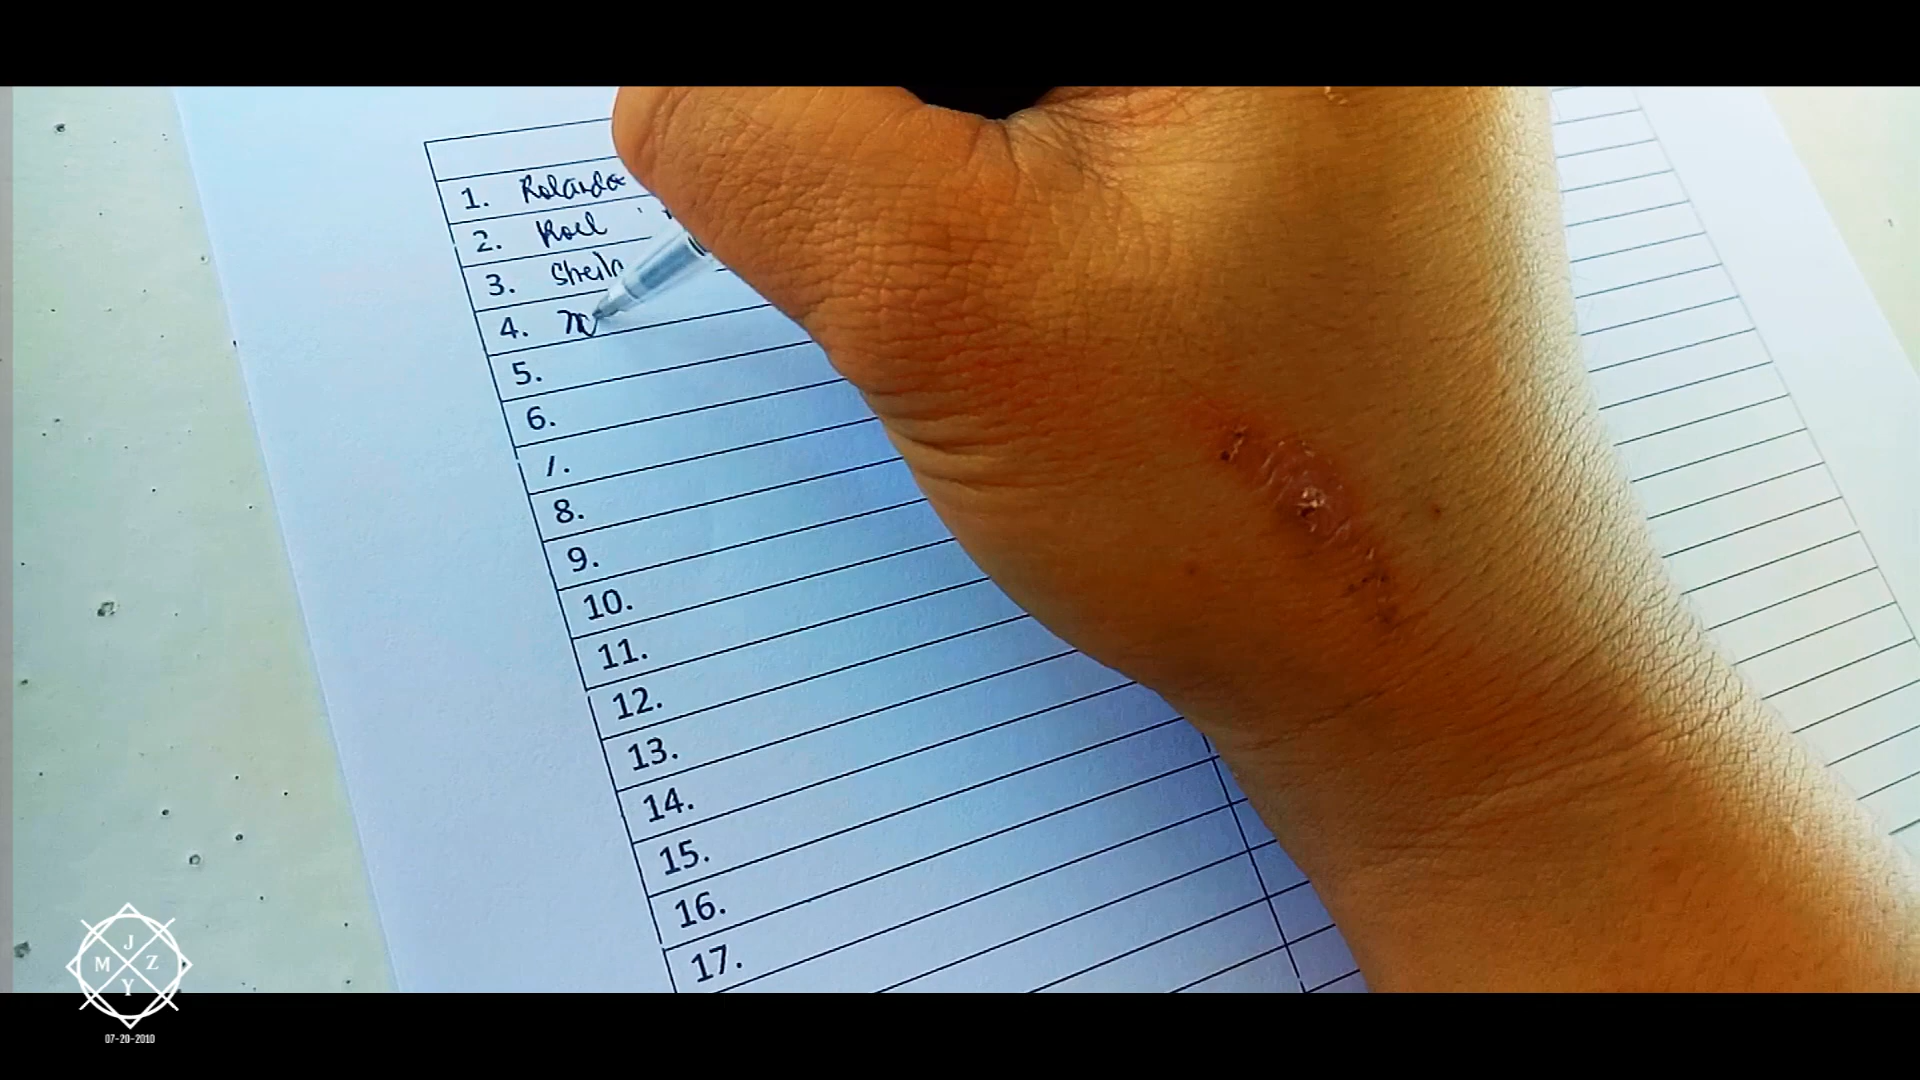 1. Rolando
2. Roel
3. Sheila
4.
5.
6.
7.
8.
9.
10.
11.
12.
13.
14.
15.
16.
17.
J
M Z
Y
07-20-2010